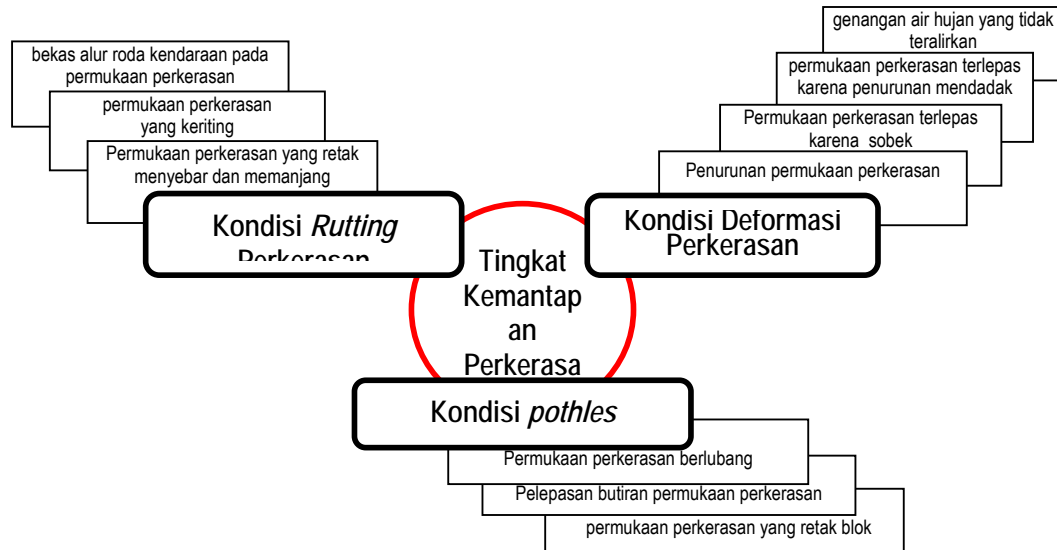 bekas alur roda kendaraan pada
permukaan perkerasan
permukaan perkerasan
yang keriting
Permukaan perkerasan yang retak
menyebar dan memanjang
Kondisi Rutting
Perkerasan
genangan air hujan yang tidak
teralirkan
permukaan perkerasan terlepas
karena penurunan mendadak
Permukaan perkerasan terlepas
karena sobek
Penurunan permukaan perkerasan
Kondisi Deformasi
Perkerasan
Tingkat
Kemantap
an
Perkerasa
Kondisi pothles
Permukaan perkerasan berlubang
Pelepasan butiran permukaan perkerasan
permukaan perkerasan yang retak blok